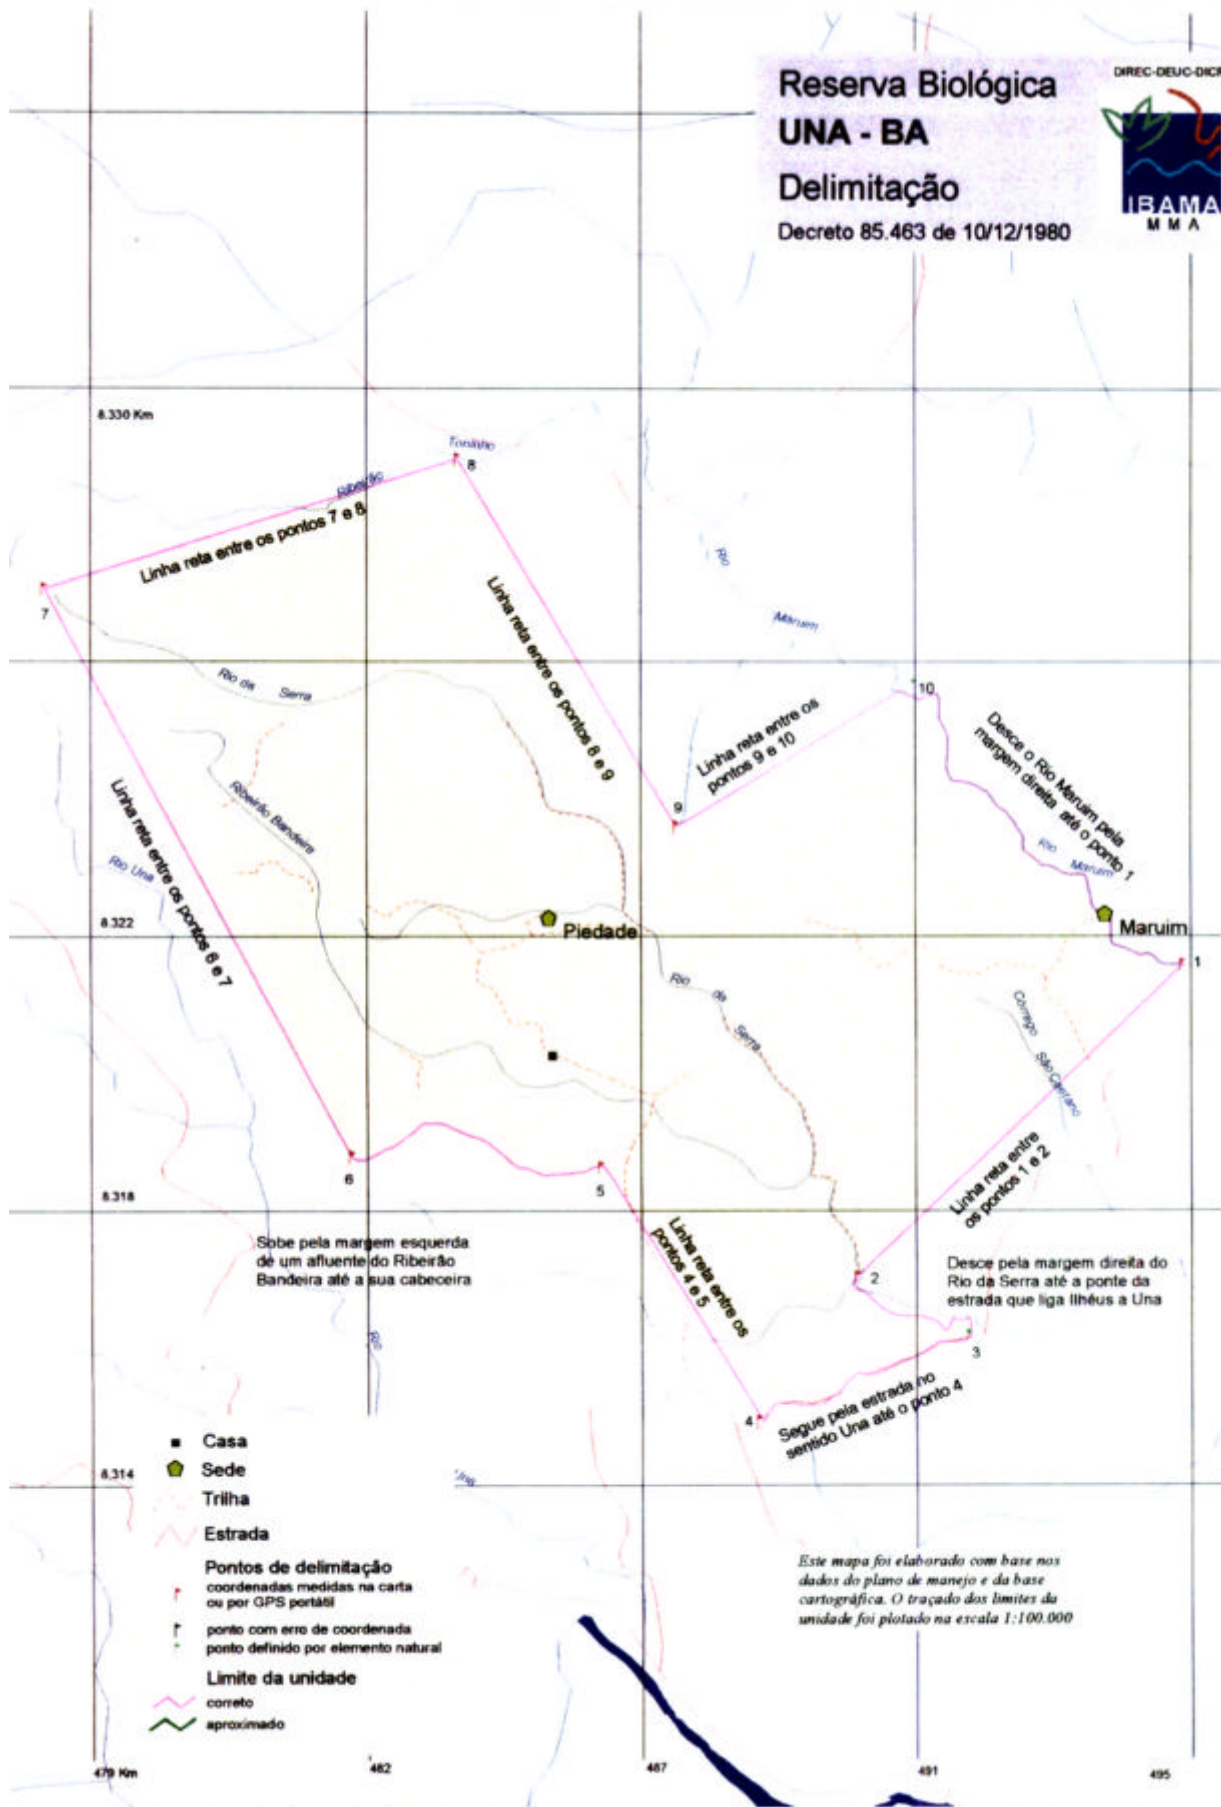 Reserva Biológica
UNA - BA
Delimitação
Decreto 85.463 de 10/12/1980
DIREC-DEUC-DICR
IBAMA
M M A
8.330 Km
Toninho
8
Ribeirão
Linha reta entre os pontos 7 e 8
7
Linha reta entre os pontos 8 e 9
Rio
Maruim
10
Rio da Serra
Linha reta entre os
pontos 9 e 10
Desce o Rio Maruim pela
margem direita até o ponto 1
9
Ribeirão Bandeira
Linha reta entre os pontos 6 e 7
Rio Una
Rio Maruim
8.322
Piedade
Maruim
1
Rio da Serra
Córrego São Caetano
Linha reta entre
os pontos 1 e 2
6
5
8.318
Sobe pela margem esquerda
de um afluente do Ribeirão
Bandeira até a sua cabeceira
Linha reta entre os
pontos 4 e 5
2
Desce pela margem direita do
Rio da Serra até a ponte da
estrada que liga Ilhéus a Una
Rio
3
4
Segue pela estrada no
sentido Una até o ponto 4
Casa
8.314
Sede
Una
Trilha
Estrada
Pontos de delimitação
coordenadas medidas na carta
ou por GPS portátil
ponto com erro de coordenada
ponto definido por elemento natural
Limite da unidade
correto
aproximado
Este mapa foi elaborado com base nos
dados do plano de manejo e da base
cartográfica. O traçado dos limites da
unidade foi plotado na escala 1:100.000
479 Km
482
487
491
495